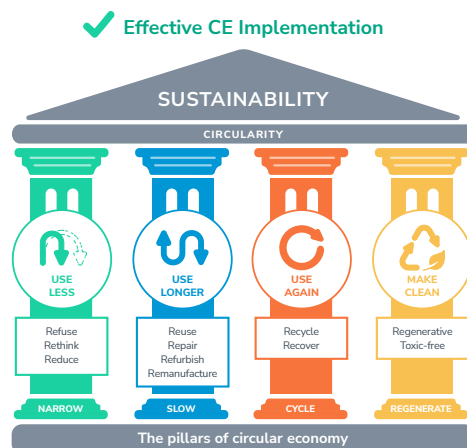 Effective CE Implementation
SUSTAINABILITY
CIRCULARITY
USE
LESS
Refuse
Rethink
Reduce
NARROW
USE
LONGER
Reuse
Repair
Refurbish
Remanufacture
SLOW
USE
AGAIN
Recycle
Recover
CYCLE
MAKE
CLEAN
Regenerative
Toxic-free
REGENERATE
The pillars of circular economy